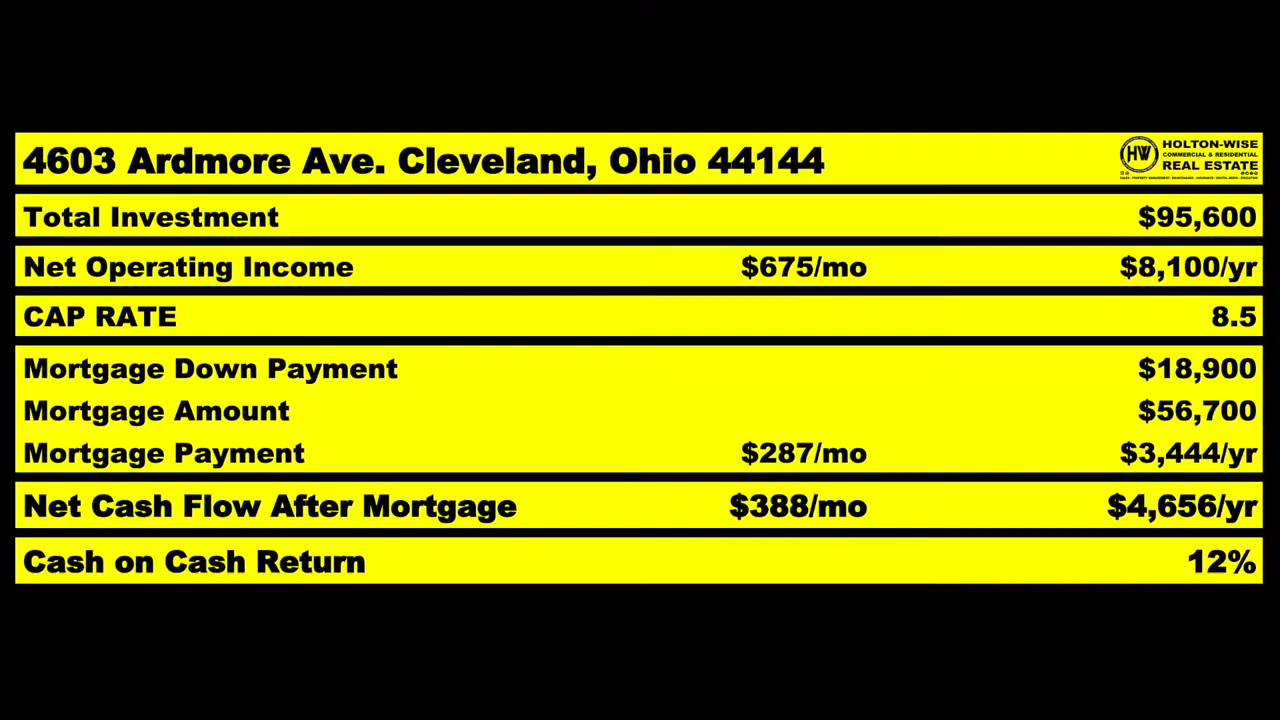 4603 Ardmore Ave. Cleveland, Ohio 44144
HW
HOLTON-WISE
COMMERCIAL & RESIDENTIAL
REAL ESTATE
Total Investment $95,600
Net Operating Income $675/mo $8,100/yr
CAP RATE 8.5
Mortgage Down Payment $18,900
Mortgage Amount $56,700
Mortgage Payment $287/mo $3,444/yr
Net Cash Flow After Mortgage $388/mo $4,656/yr
Cash on Cash Return 12%